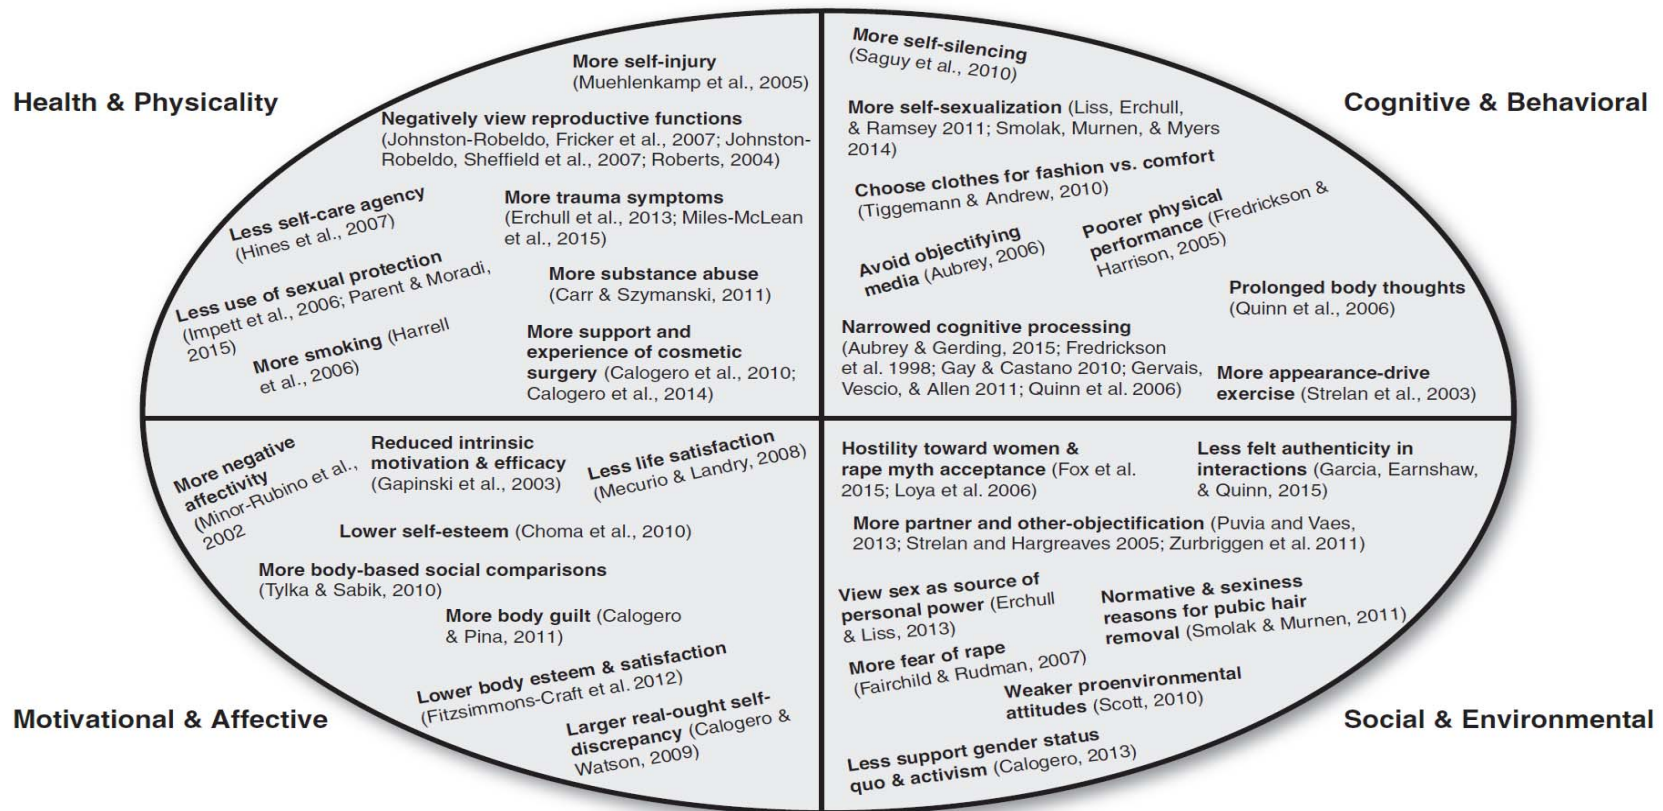 Health & Physicality
More self-injury
(Muehlenkamp et al., 2005)
Negatively view reproductive functions
(Johnston-Robeldo, Fricker et al., 2007; Johnston-
Robeldo, Sheffield et al., 2007; Roberts, 2004)
Less self-care agency
(Hines et al., 2007)
More trauma symptoms
(Erchull et al., 2013; Miles-McLean
et al., 2015)
Less use of sexual protection
(Impett et al., 2006; Parent & Moradi,
2015)
More substance abuse
(Carr & Szymanski, 2011)
More smoking (Harrell
et al., 2006)
More support and
experience of cosmetic
surgery (Calogero et al., 2010;
Calogero et al., 2014)
Cognitive & Behavioral
More self-silencing
(Saguy et al., 2010)
More self-sexualization (Liss, Erchull,
& Ramsey 2011; Smolak, Murnen, & Myers
2014)
Choose clothes for fashion vs. comfort
(Tiggemann & Andrew, 2010)
Avoid objectifying
media (Aubrey, 2006)
Poorer physical
performance (Fredrickson &
Harrison, 2005)
Prolonged body thoughts
(Quinn et al., 2006)
Narrowed cognitive processing
(Aubrey & Gerding, 2015; Fredrickson
et al. 1998; Gay & Castano 2010; Gervais,
Vescio, & Allen 2011; Quinn et al. 2006)
More appearance-drive
exercise (Strelan et al., 2003)
Motivational & Affective
More negative
affectivity
(Minor-Rubino et al.,
2002
Reduced intrinsic
motivation & efficacy
(Gapinski et al., 2003)
Less life satisfaction
(Mecurio & Landry, 2008)
Lower self-esteem (Choma et al., 2010)
More body-based social comparisons
(Tylka & Sabik, 2010)
More body guilt (Calogero
& Pina, 2011)
Lower body esteem & satisfaction
(Fitzsimmons-Craft et al. 2012)
Larger real-ought self-
discrepancy (Calogero &
Watson, 2009)
Social & Environmental
Hostility toward women &
rape myth acceptance (Fox et al.
2015; Loya et al. 2006)
Less felt authenticity in
interactions (Garcia, Earnshaw,
& Quinn, 2015)
More partner and other-objectification (Puvia and Vaes,
2013; Strelan and Hargreaves 2005; Zurbriggen et al. 2011)
View sex as source of
personal power (Erchull
& Liss, 2013)
Normative & sexiness
reasons for pubic hair
removal (Smolak & Murnen, 2011)
More fear of rape
(Fairchild & Rudman, 2007)
Weaker proenvironmental
attitudes (Scott, 2010)
Less support gender status
quo & activism (Calogero, 2013)